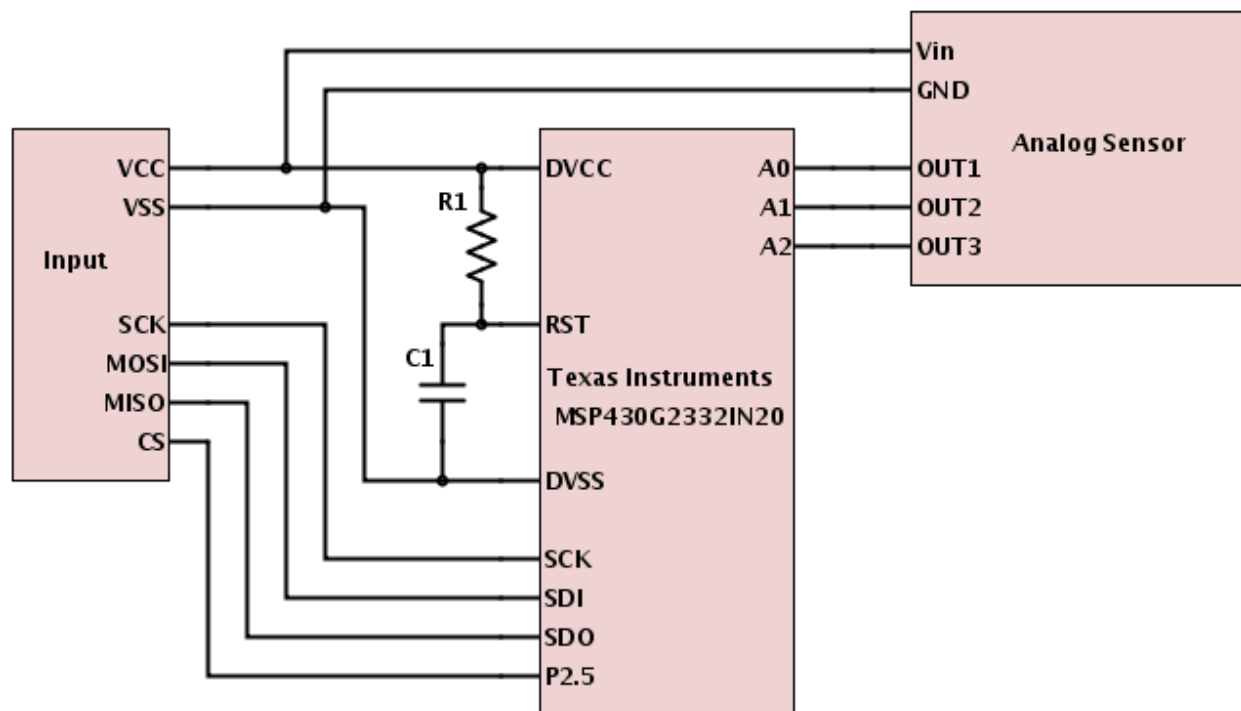 Vin
GND
Analog Sensor
OUT1
OUT2
OUT3
VCC
VSS
Input
SCK
MOSI
MISO
CS
R1
C1
DVCC
A0
A1
A2
RST
Texas Instruments
MSP430G2332IN20
DVSS
SCK
SDI
SDO
P2.5